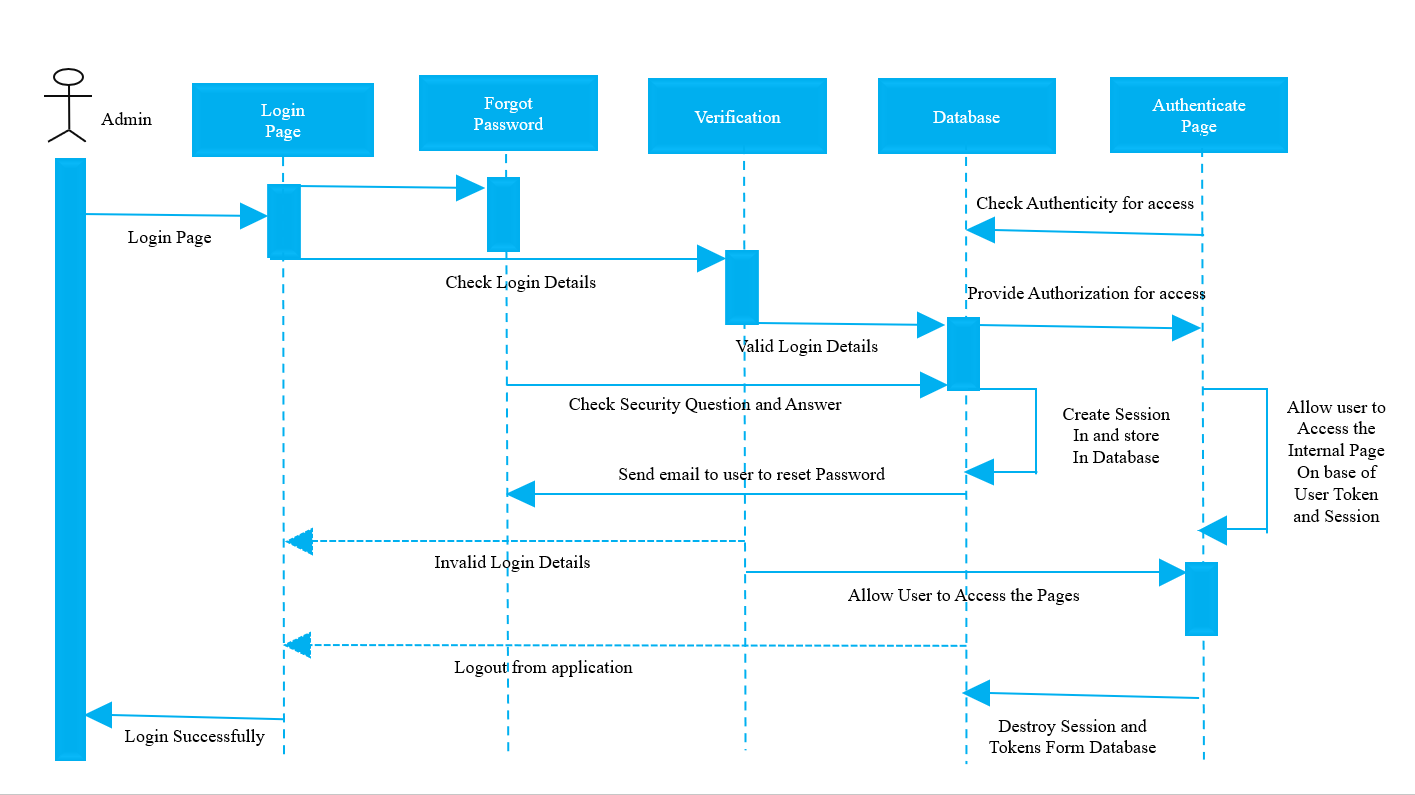 Admin
Login
Page
Forgot
Password
Verification
Database
Authenticate
Page
Check Authenticity for access
Login Page
Check Login Details
Provide Authorization for access
Valid Login Details
Check Security Question and Answer
Create Session
In and store
In Database
Allow user to
Access the
Internal Page
On base of
User Token
and Session
Send email to user to reset Password
Invalid Login Details
Allow User to Access the Pages
Logout from application
Login Successfully
Destroy Session and
Tokens Form Database